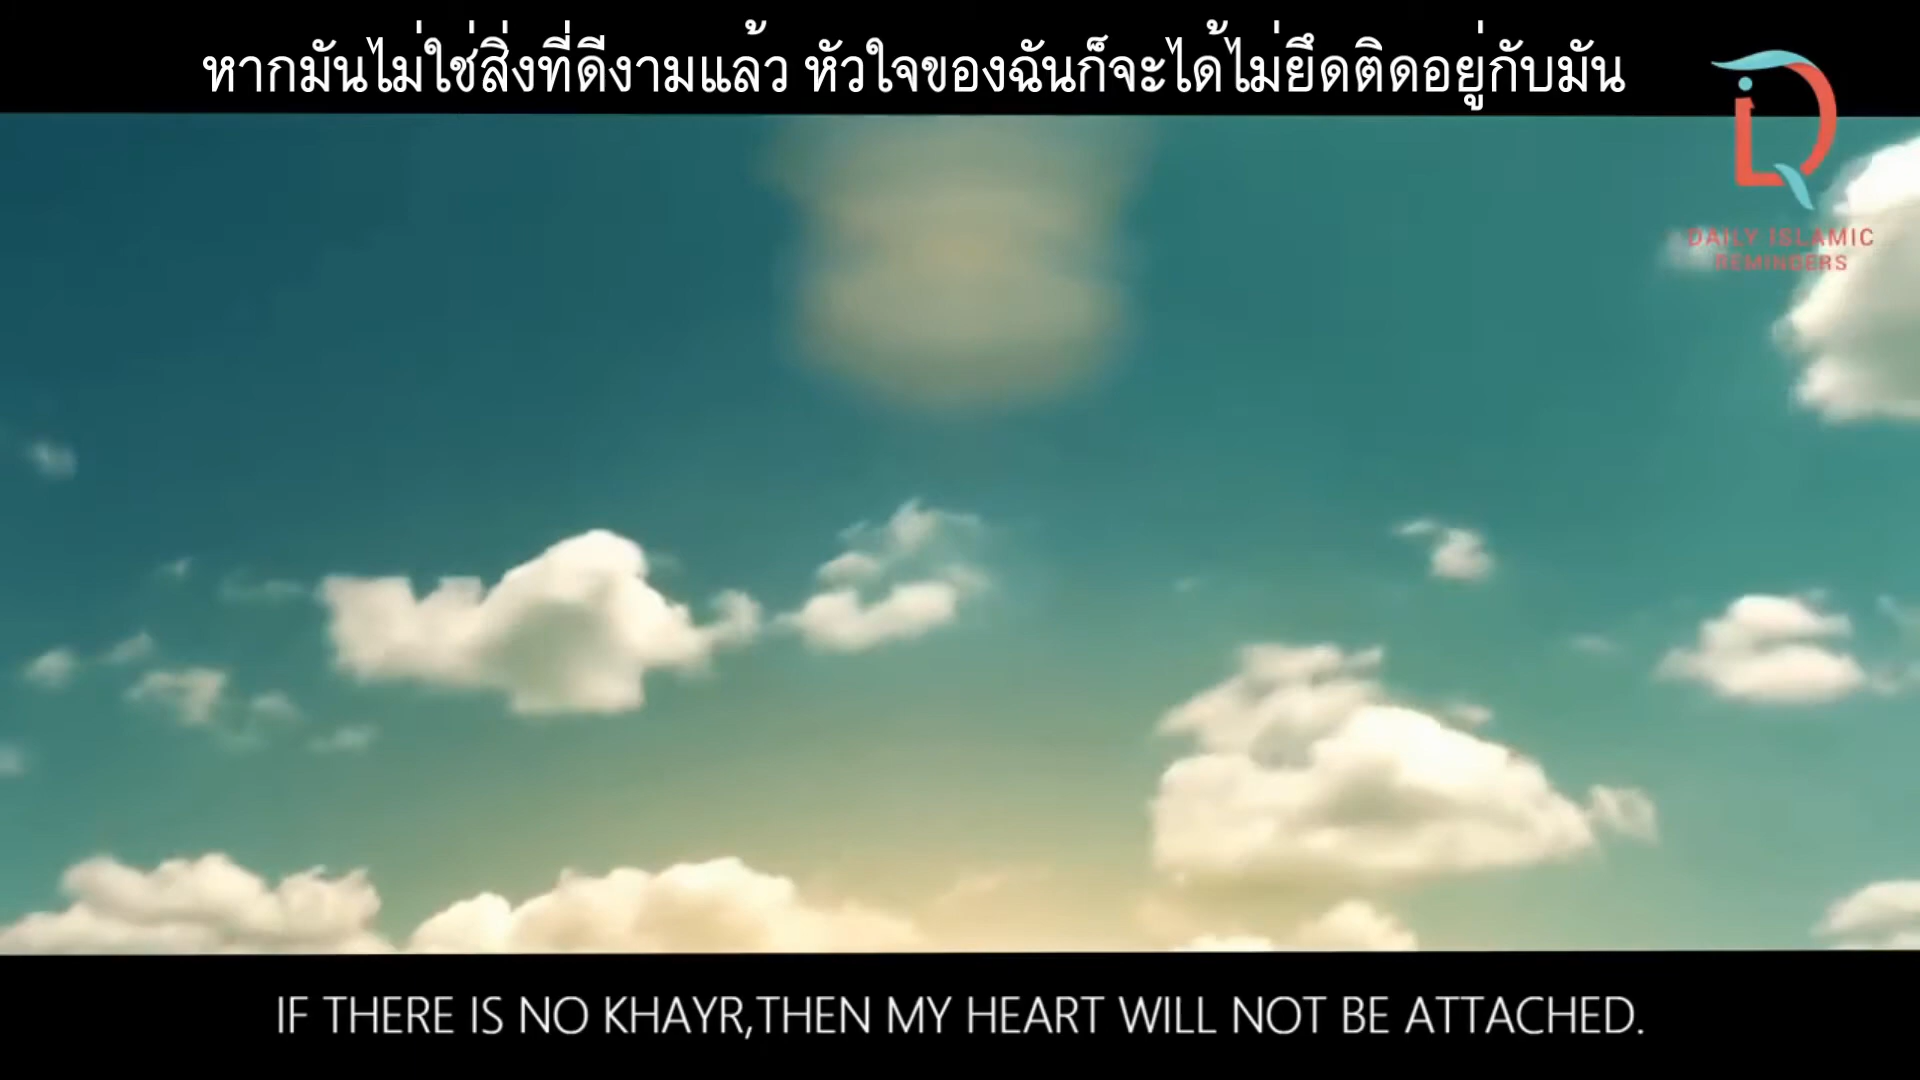 หากมันไม่ใช่สิ่งที่ดีงามแล้ว หัวใจของฉันก็จะได้ไม่ยึดติดอยู่กับมัน
DAILY ISLAMIC
REMINDERS
IF THERE IS NO KHAYR,THEN MY HEART WILL NOT BE ATTACHED.